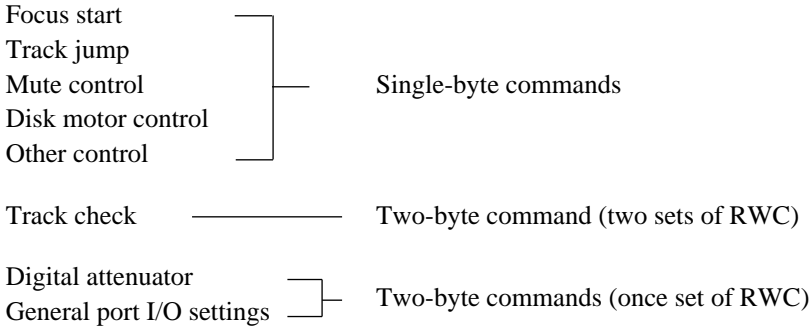 Focus start
Track jump
Mute control
Single-byte commands
Disk motor control
Other control
Track check
Two-byte command (two sets of RWC)
Digital attenuator
General port I/O settings
Two-byte commands (once set of RWC)